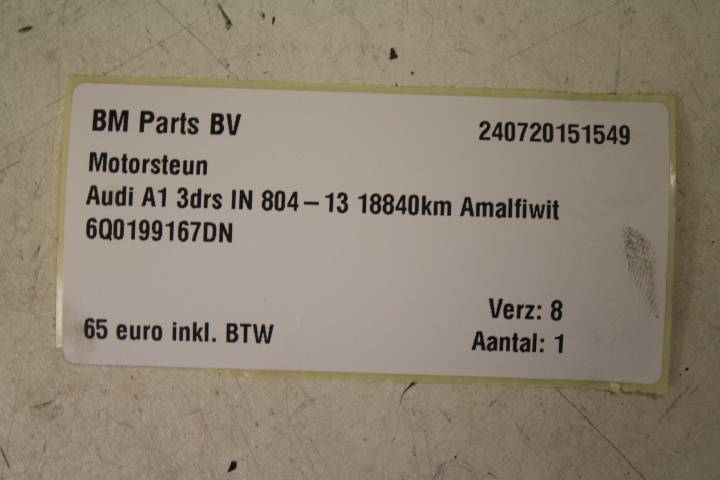 BM Parts BV 240720151549
Motorsteun
Audi A1 3drs IN 804-13 18840km Amalfiwit
6Q0199167DN
Verz: 8
65 euro inkl. BTW Aantal: 1